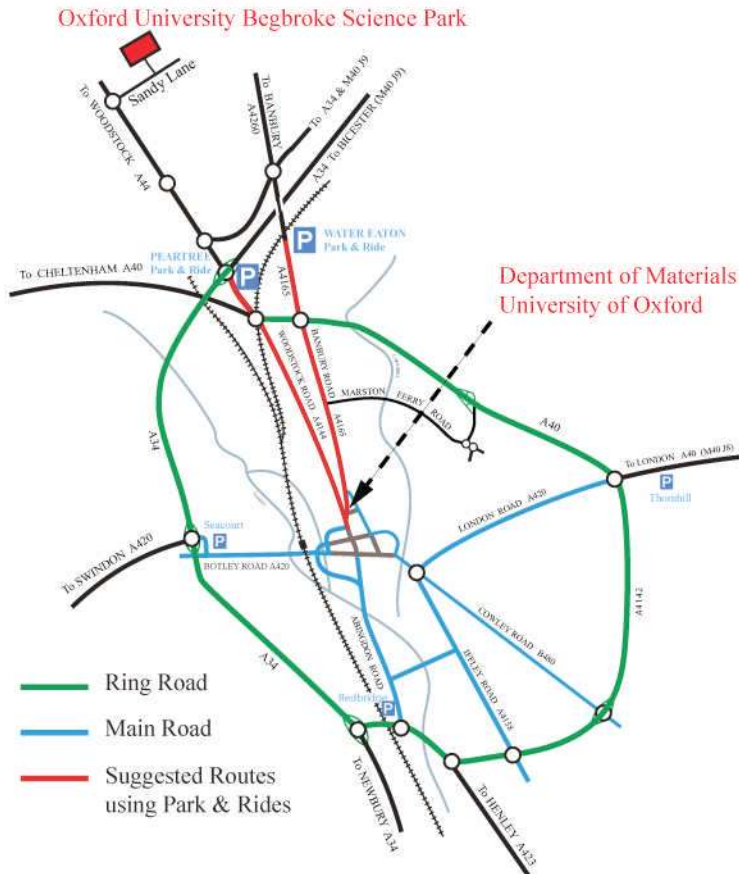 Oxford University Begbroke Science Park
Sandy Lane
To WOODSTOCK A44
To BANBURY
A4260
To A34 & M40 J9
A34 To BICESTER (M40 J9)
WATER EATON
Park & Ride
P
PEARTREE
Park & Ride
P
To CHELTENHAM A40
A4165
Department of Materials
University of Oxford
WOODSTOCK ROAD A4144
BANBURY ROAD
A4165
MARSTON FERRY ROAD
A40
A34
To LONDON A40 (M40 J8)
P
Thornhill
LONDON ROAD A420
Seacourt
P
BOTLEY ROAD A420
To SWINDON A420
A4142
COWLEY ROAD B480
ABINGDON ROAD
IFFLEY ROAD A4158
A34
Redbridge
P
Ring Road
Main Road
Suggested Routes
using Park & Rides
To NEWBURY A34
To HENLEY A423